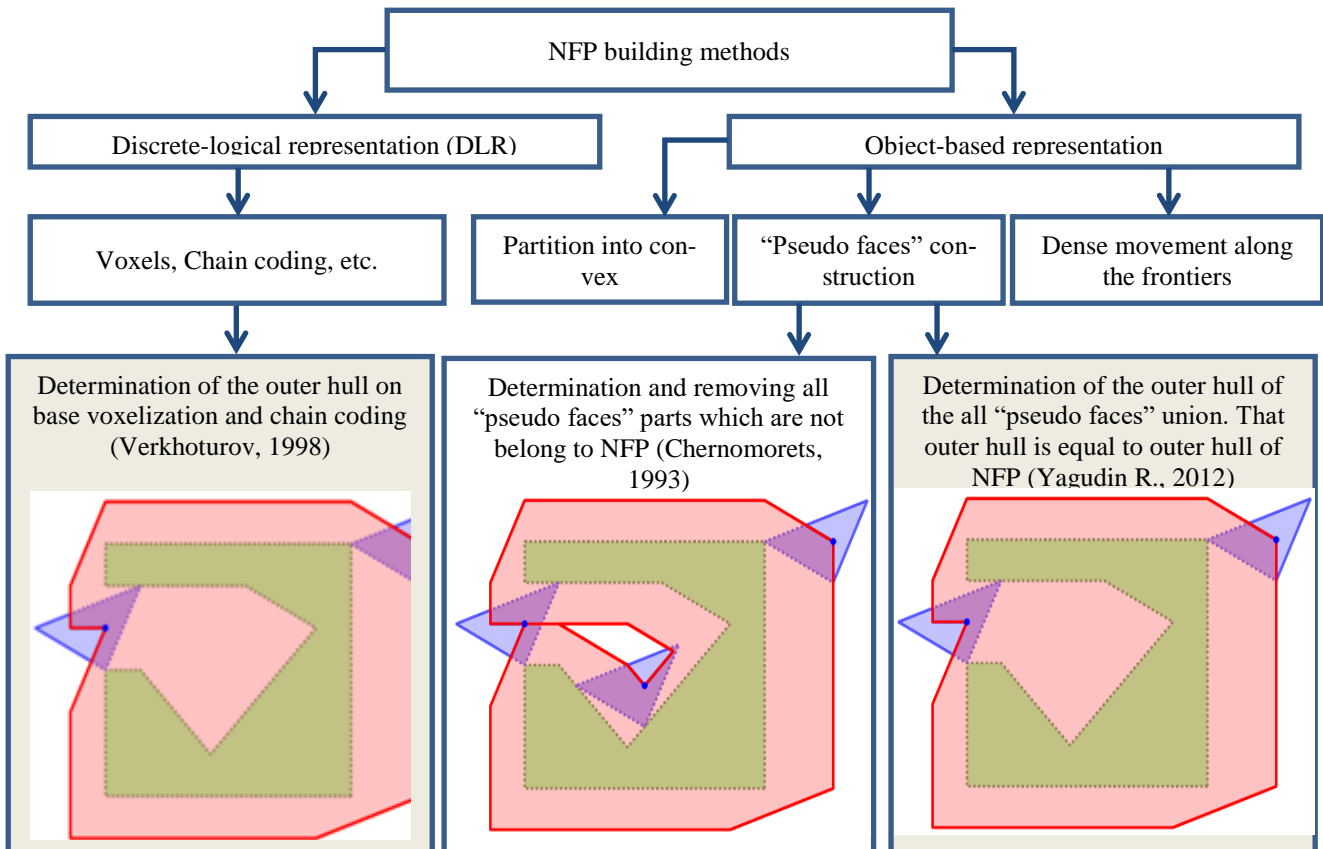 NFP building methods
Discrete-logical representation (DLR)
Object-based representation
Voxels, Chain coding, etc.
Partition into con-
vex
“Pseudo faces” con-
struction
Dense movement along
the frontiers
Determination of the outer hull on
base voxelization and chain coding
(Verkhoturov, 1998)
Determination and removing all
“pseudo faces” parts which are not
belong to NFP (Chernomorets,
1993)
Determination of the outer hull of
the all “pseudo faces” union. That
outer hull is equal to outer hull of
NFP (Yagudin R., 2012)